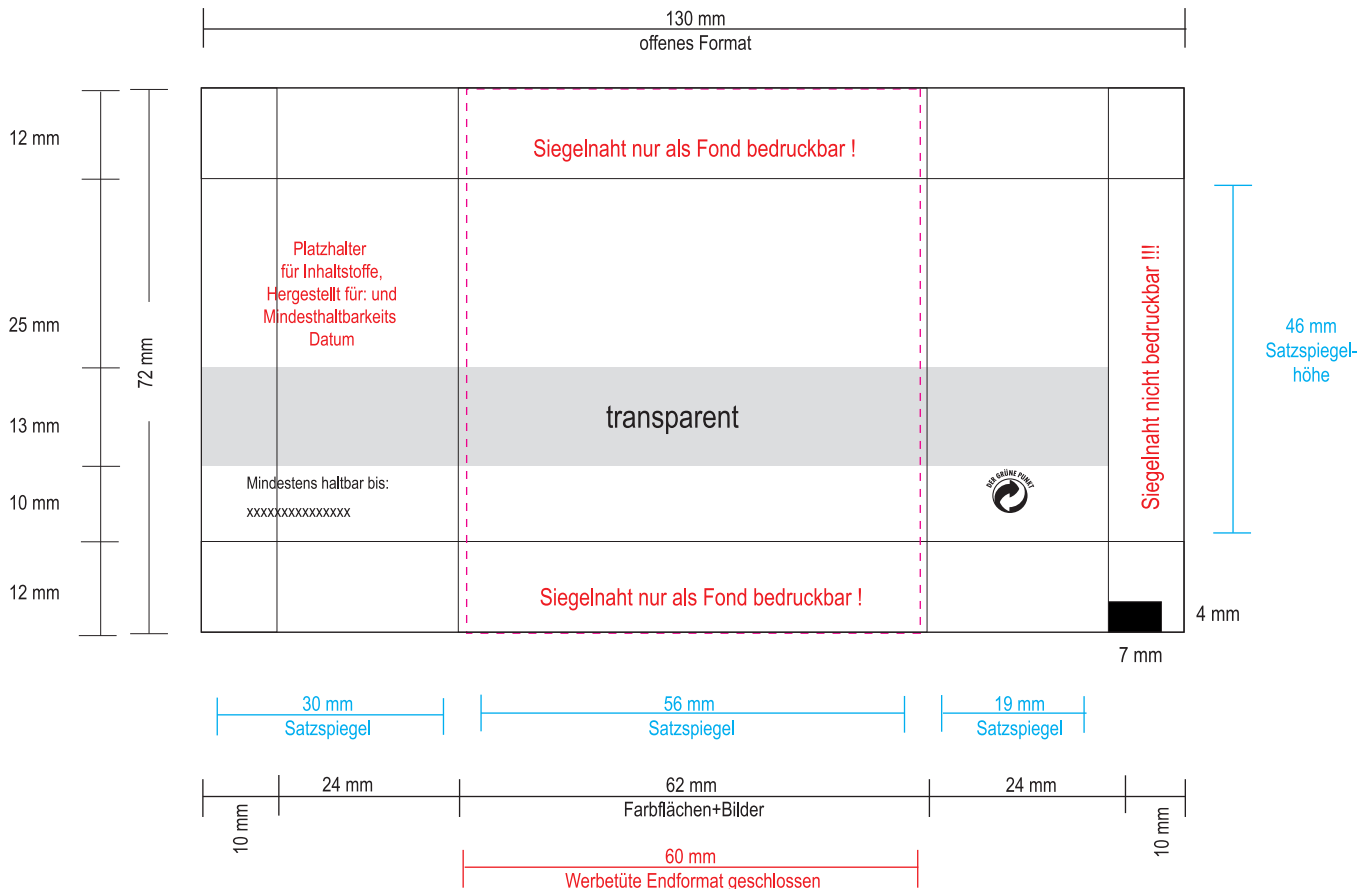 130 mm
offenes Format
12 mm
25 mm
13 mm
10 mm
12 mm
72 mm
Siegelnaht nur als Fond bedruckbar !
Platzhalter
für Inhaltstoffe,
Hergestellt für: und
Mindesthaltbarkeits
Datum
transparent
Mindestens haltbar bis:
xxxxxxxxxxxxxxx
DER GRÜNE PUNKT
Siegelnaht nicht bedruckbar !!!
46 mm
Satzspiegel-
höhe
Siegelnaht nur als Fond bedruckbar !
4 mm
7 mm
30 mm
Satzspiegel
56 mm
Satzspiegel
19 mm
Satzspiegel
10 mm
24 mm
62 mm
Farbflächen+Bilder
24 mm
10 mm
60 mm
Werbetüte Endformat geschlossen